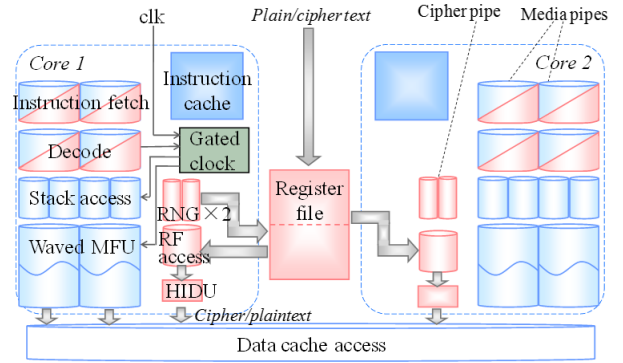 clk
Plain/cipher text
Cipher pipe
Media pipes
Core 1
Instruction cache
Core 2
Instruction fetch
Decode
Gated clock
Stack access
RNG×2
Register file
Waved MFU
RF access
HIDU
Cipher/plaintext
Data cache access